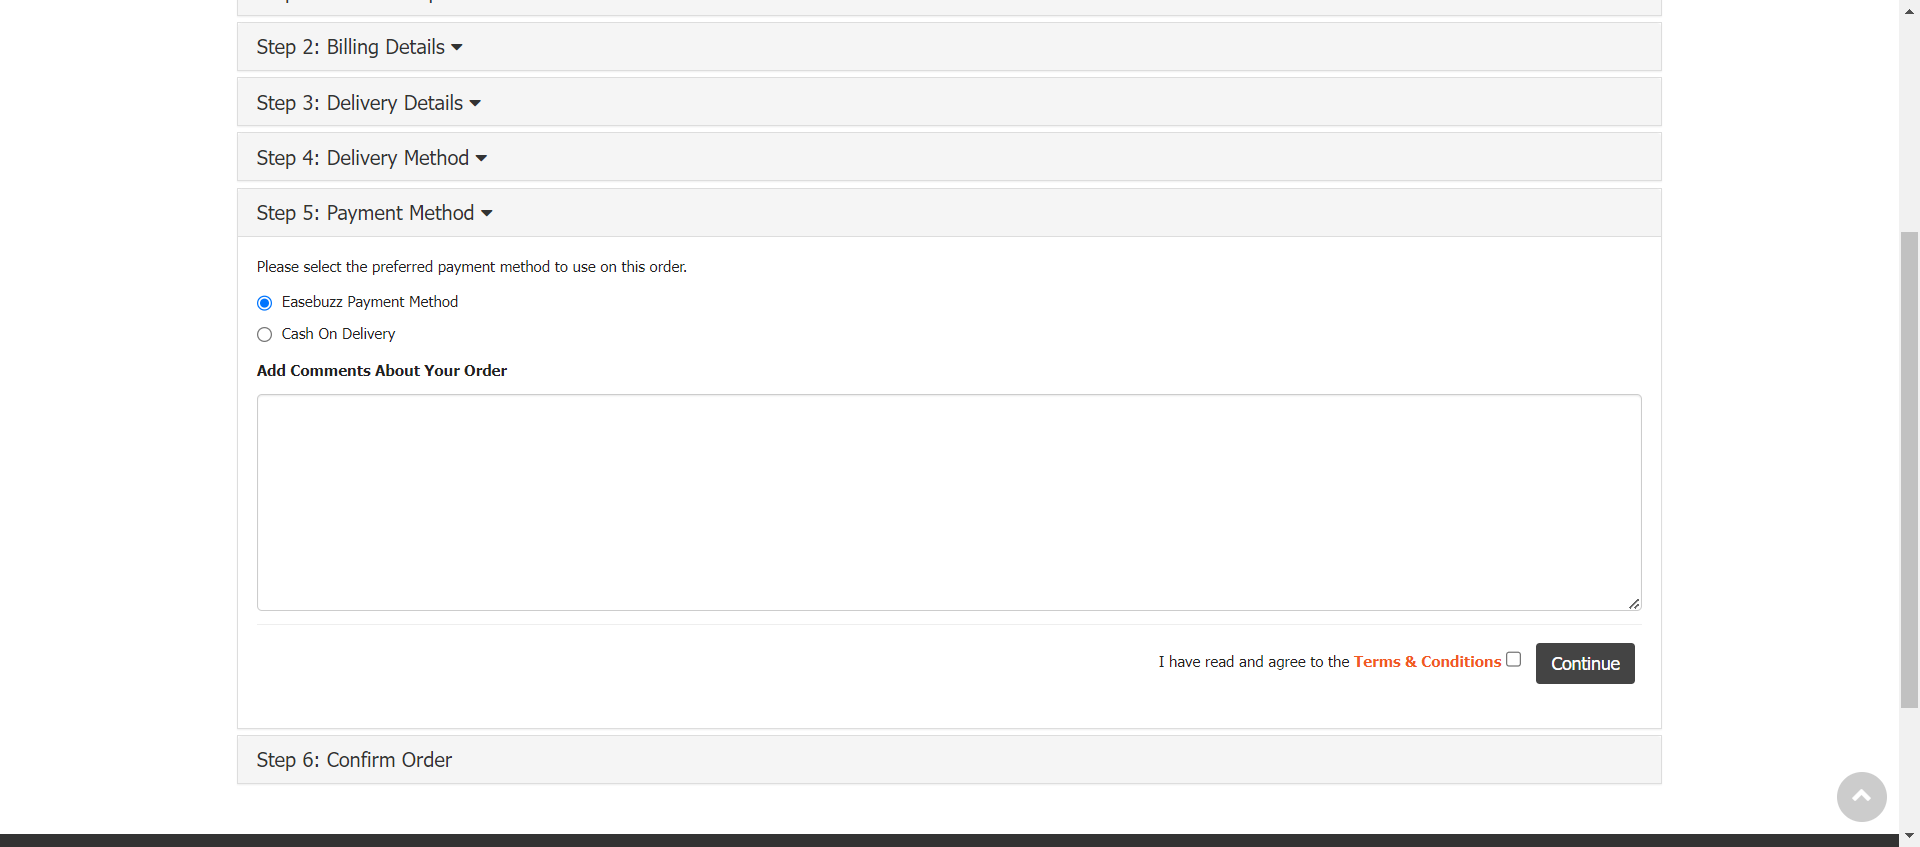 Step 2: Billing Details
Step 3: Delivery Details
Step 4: Delivery Method
Step 5: Payment Method
Please select the preferred payment method to use on this order.
Easebuzz Payment Method
Cash On Delivery
Add Comments About Your Order
I have read and agree to the Terms & Conditions
Continue
Step 6: Confirm Order